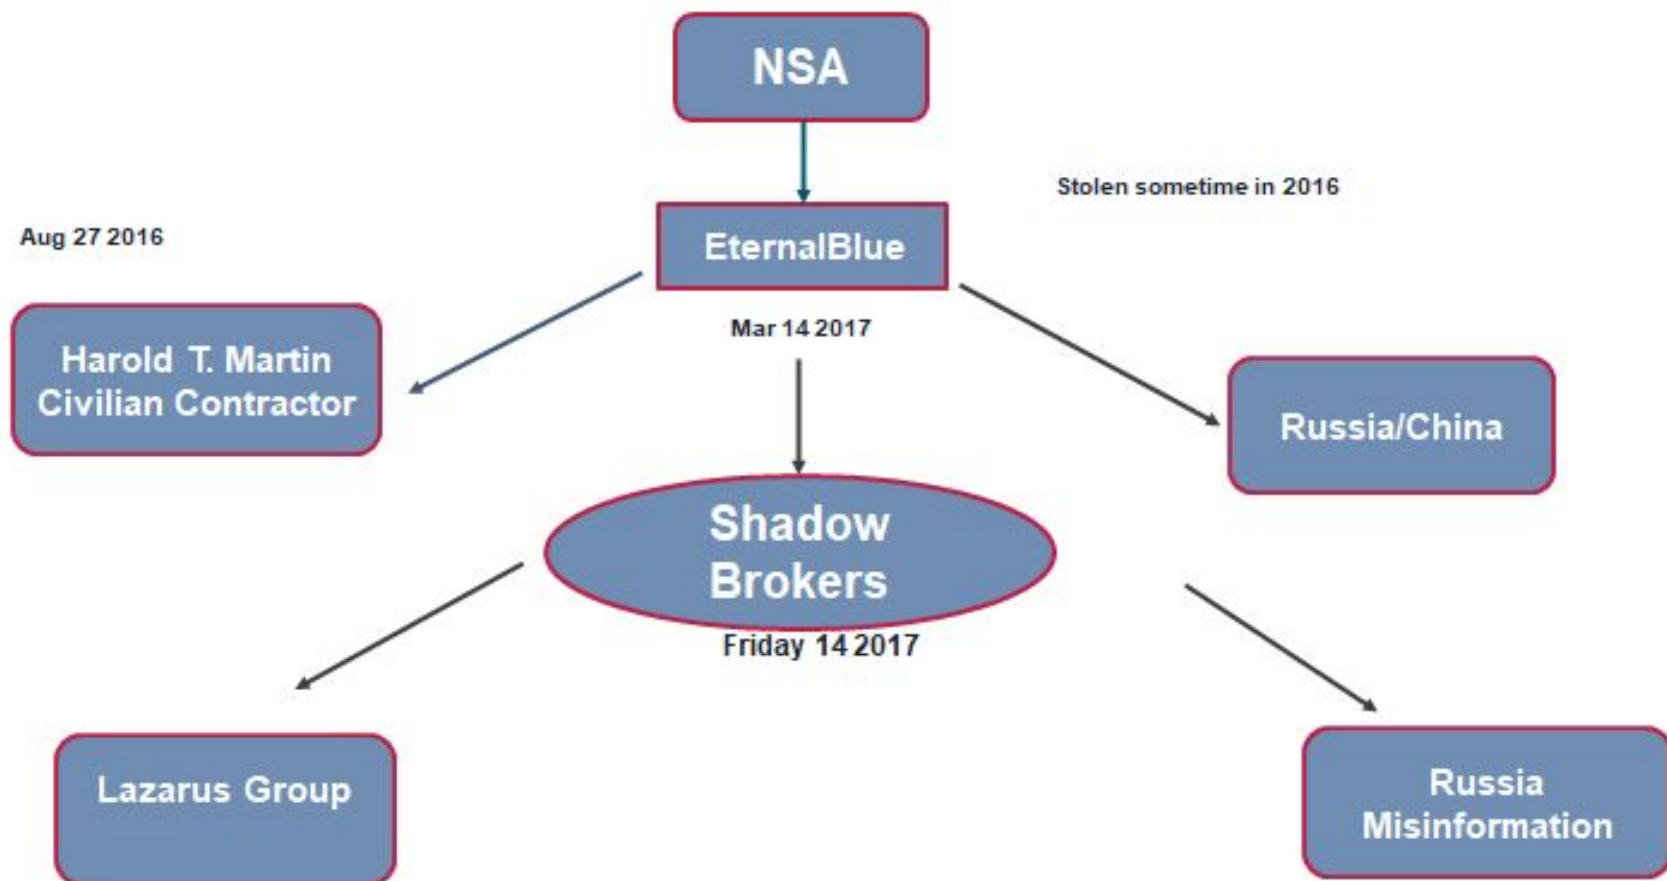 NSA
Stolen sometime in 2016
Aug 27 2016
EternalBlue
Mar 14 2017
Harold T. Martin
Civilian Contractor
Russia/China
Shadow
Brokers
Friday 14 2017
Lazarus Group
Russia
Misinformation